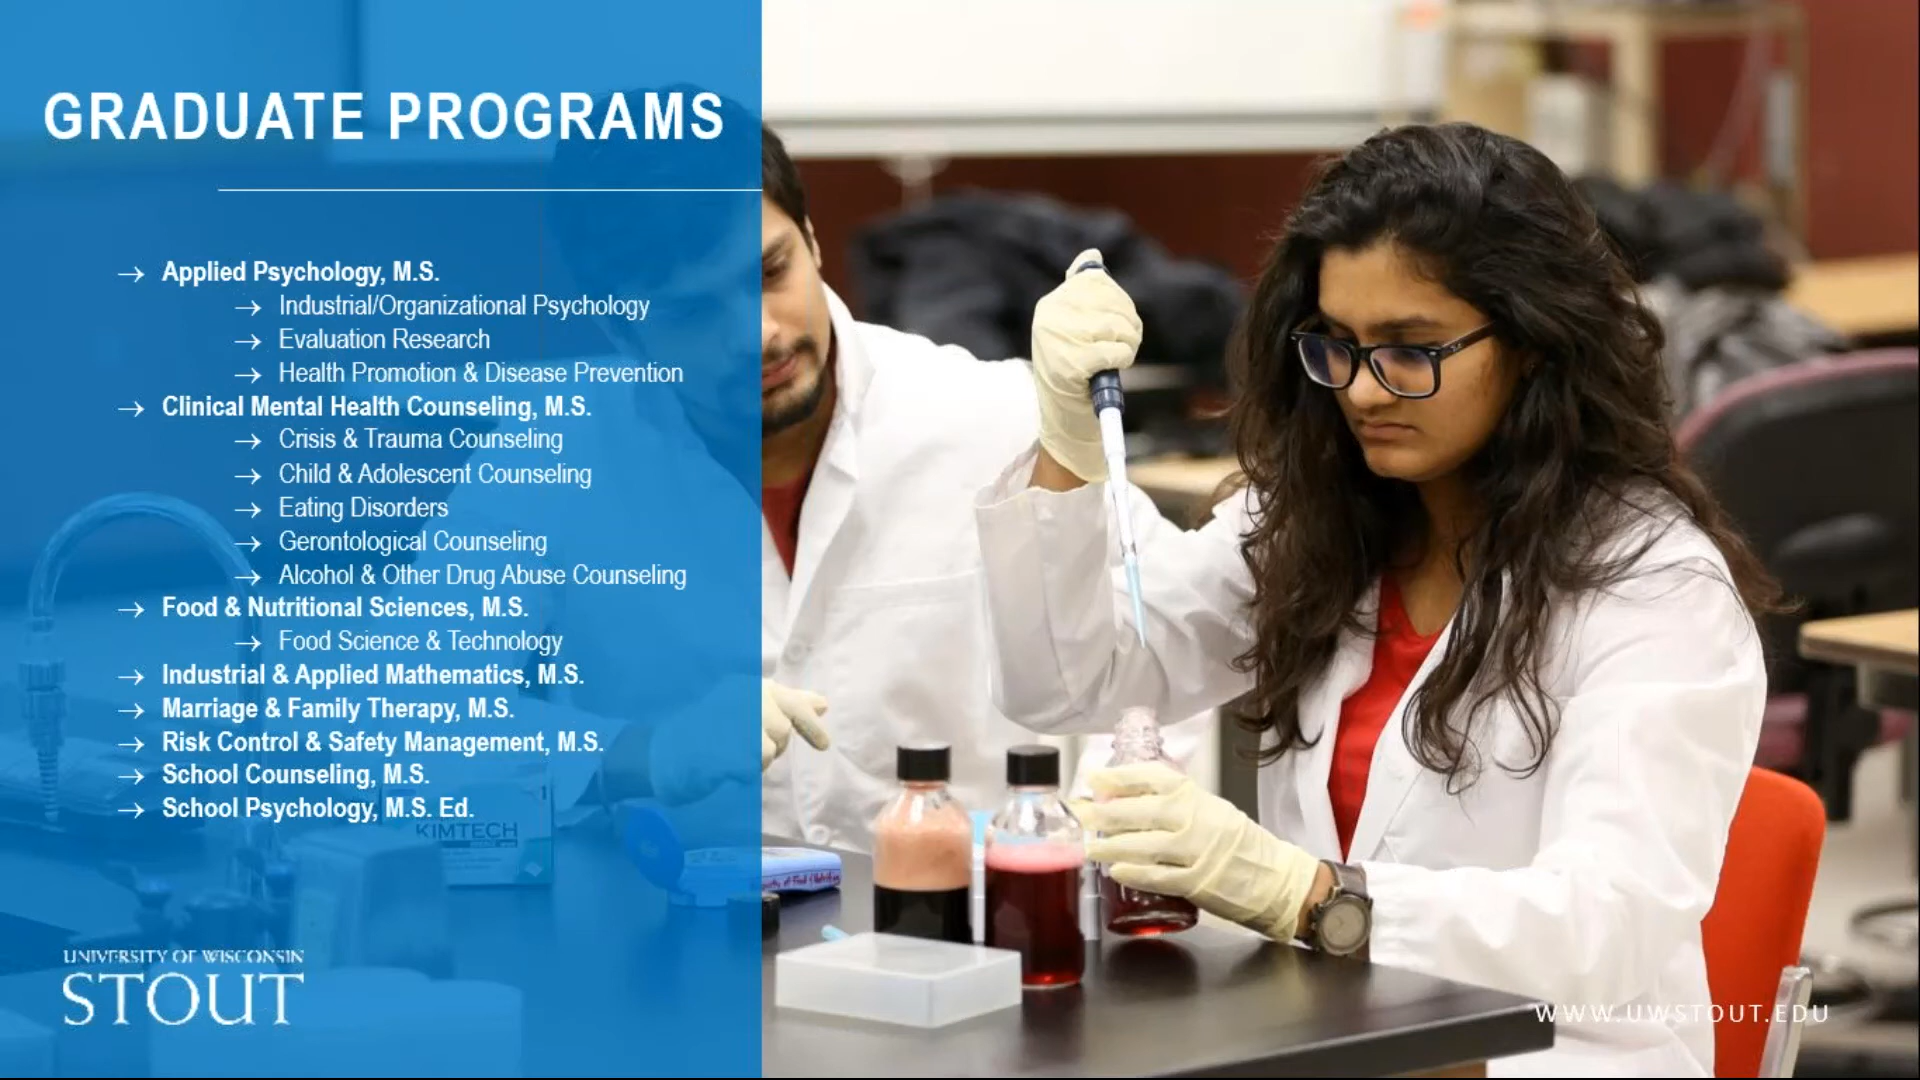 GRADUATE PROGRAMS
→ Applied Psychology, M.S.
→ Industrial/Organizational Psychology
→ Evaluation Research
→ Health Promotion & Disease Prevention
→ Clinical Mental Health Counseling, M.S.
→ Crisis & Trauma Counseling
→ Child & Adolescent Counseling
→ Eating Disorders
→ Gerontological Counseling
→ Alcohol & Other Drug Abuse Counseling
→ Food & Nutritional Sciences, M.S.
→ Food Science & Technology
→ Industrial & Applied Mathematics, M.S.
→ Marriage & Family Therapy, M.S.
→ Risk Control & Safety Management, M.S.
→ School Counseling, M.S.
→ School Psychology, M.S. Ed.
KIMTECH
UNIVERSITY OF WISCONSIN
STOUT
WWW.UWSTOUT.EDU